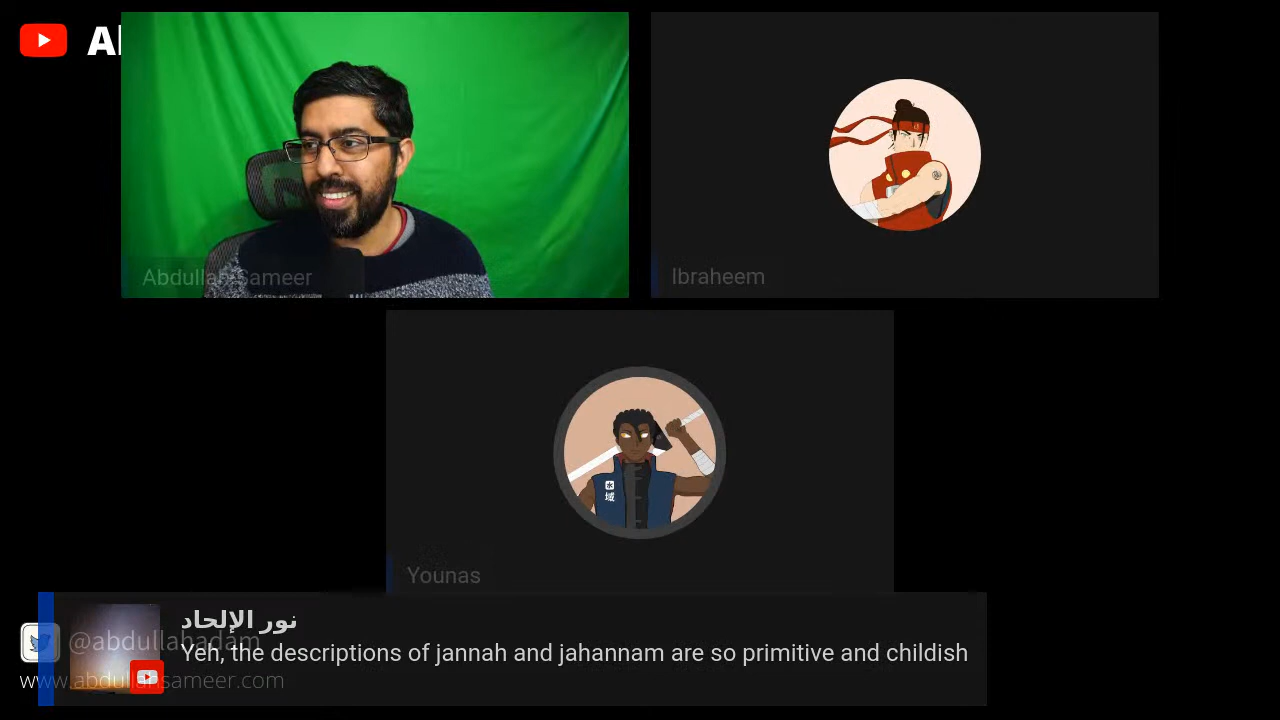 Al
Abdullah Sameer
Ibraheem
Younas
نور الإلحاد
@abdullahadam
Yeh, the descriptions of jannah and jahannam are so primitive and childish
www.abdullahsameer.com